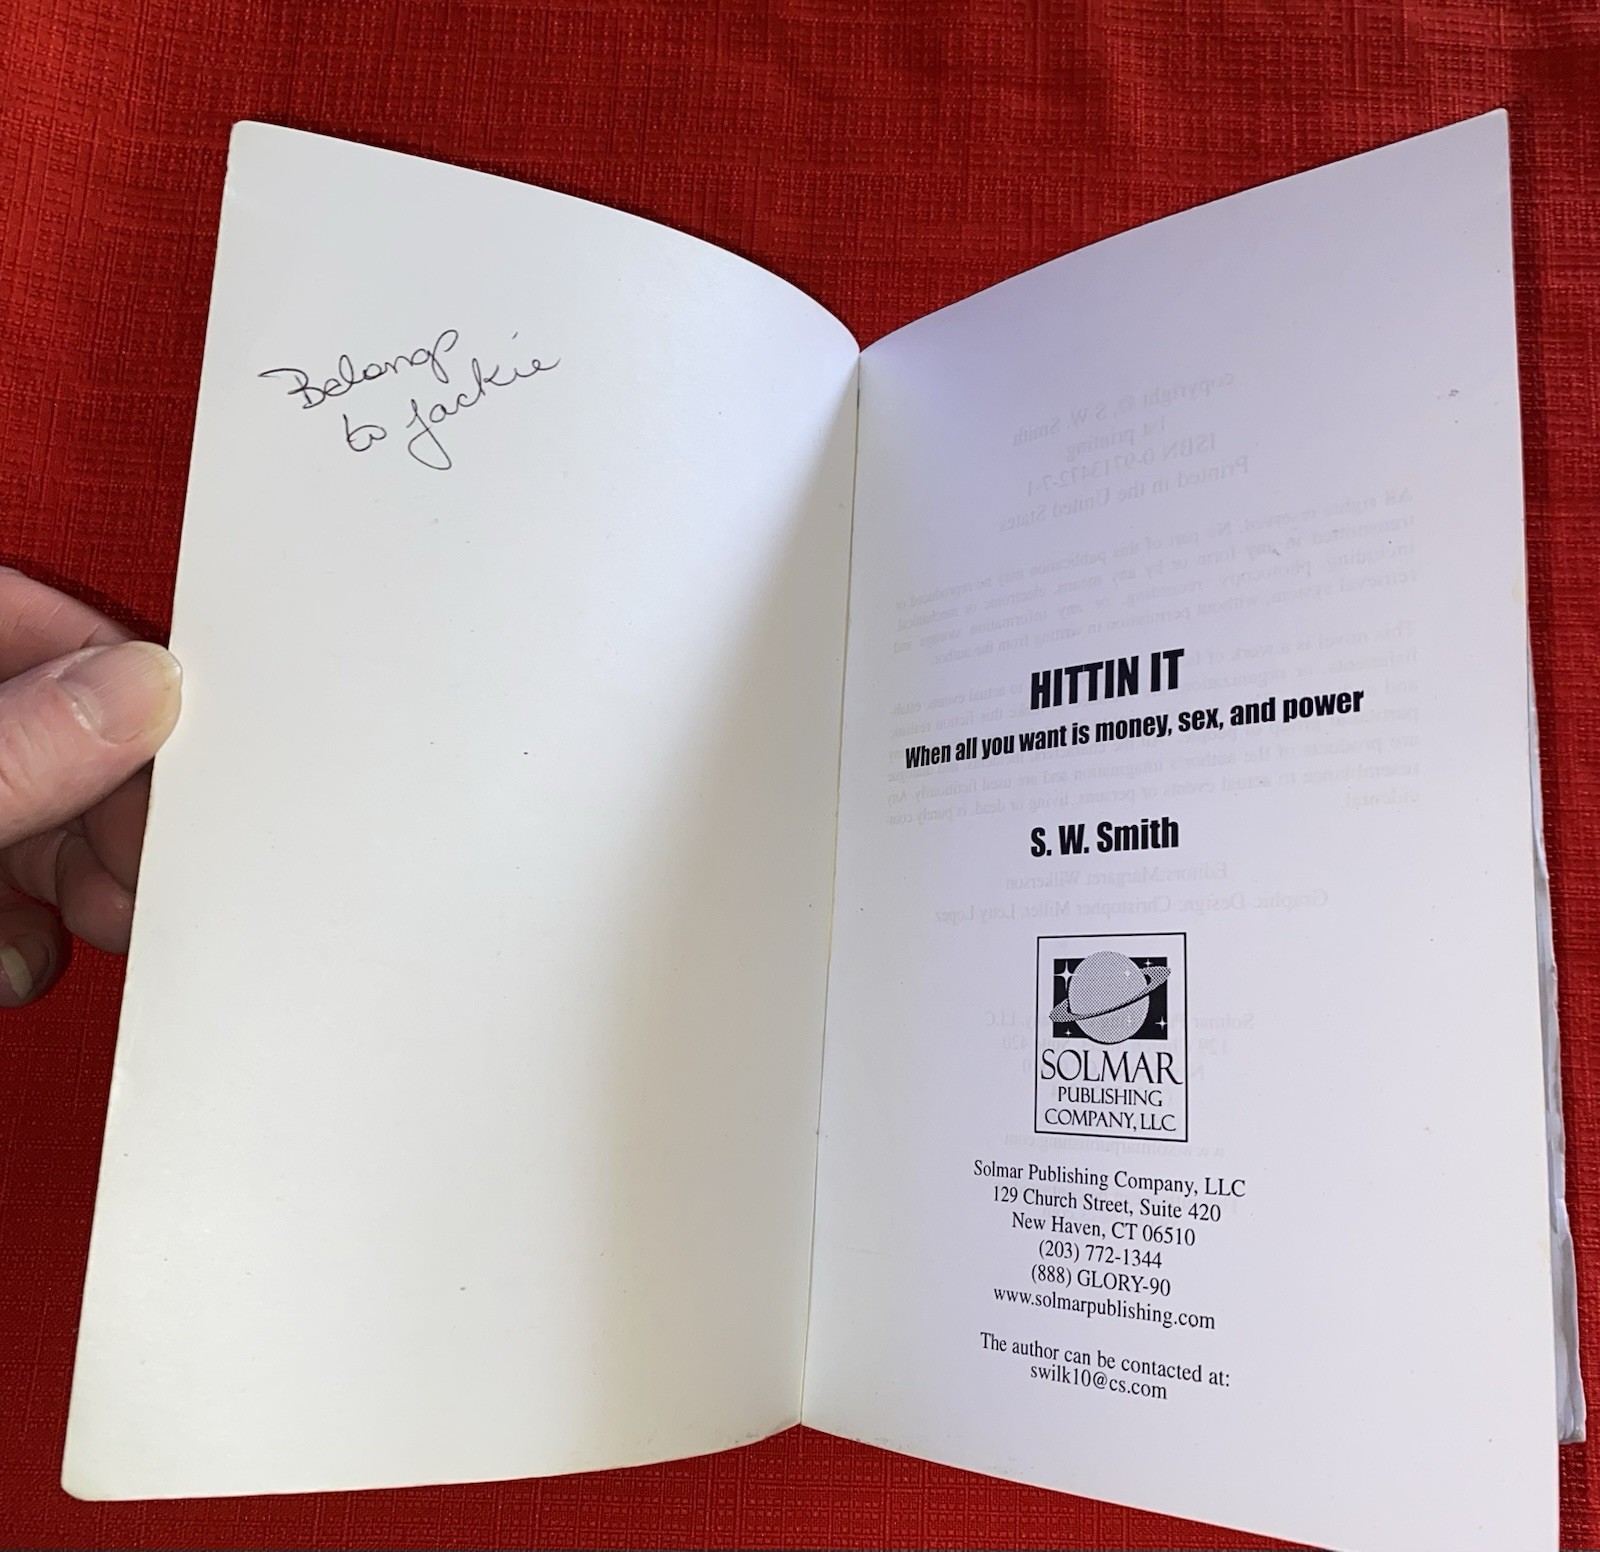 Belongs
to Jackie
HITTIN IT
When all you want is money, sex, and power
S. W. Smith
SOLMAR
PUBLISHING
COMPANY, LLC
Solmar Publishing Company, LLC
129 Church Street, Suite 420
New Haven, CT 06510
(203) 772-1344
(888) GLORY-90
www.solmarpublishing.com
The author can be contacted at:
swilk10@cs.com